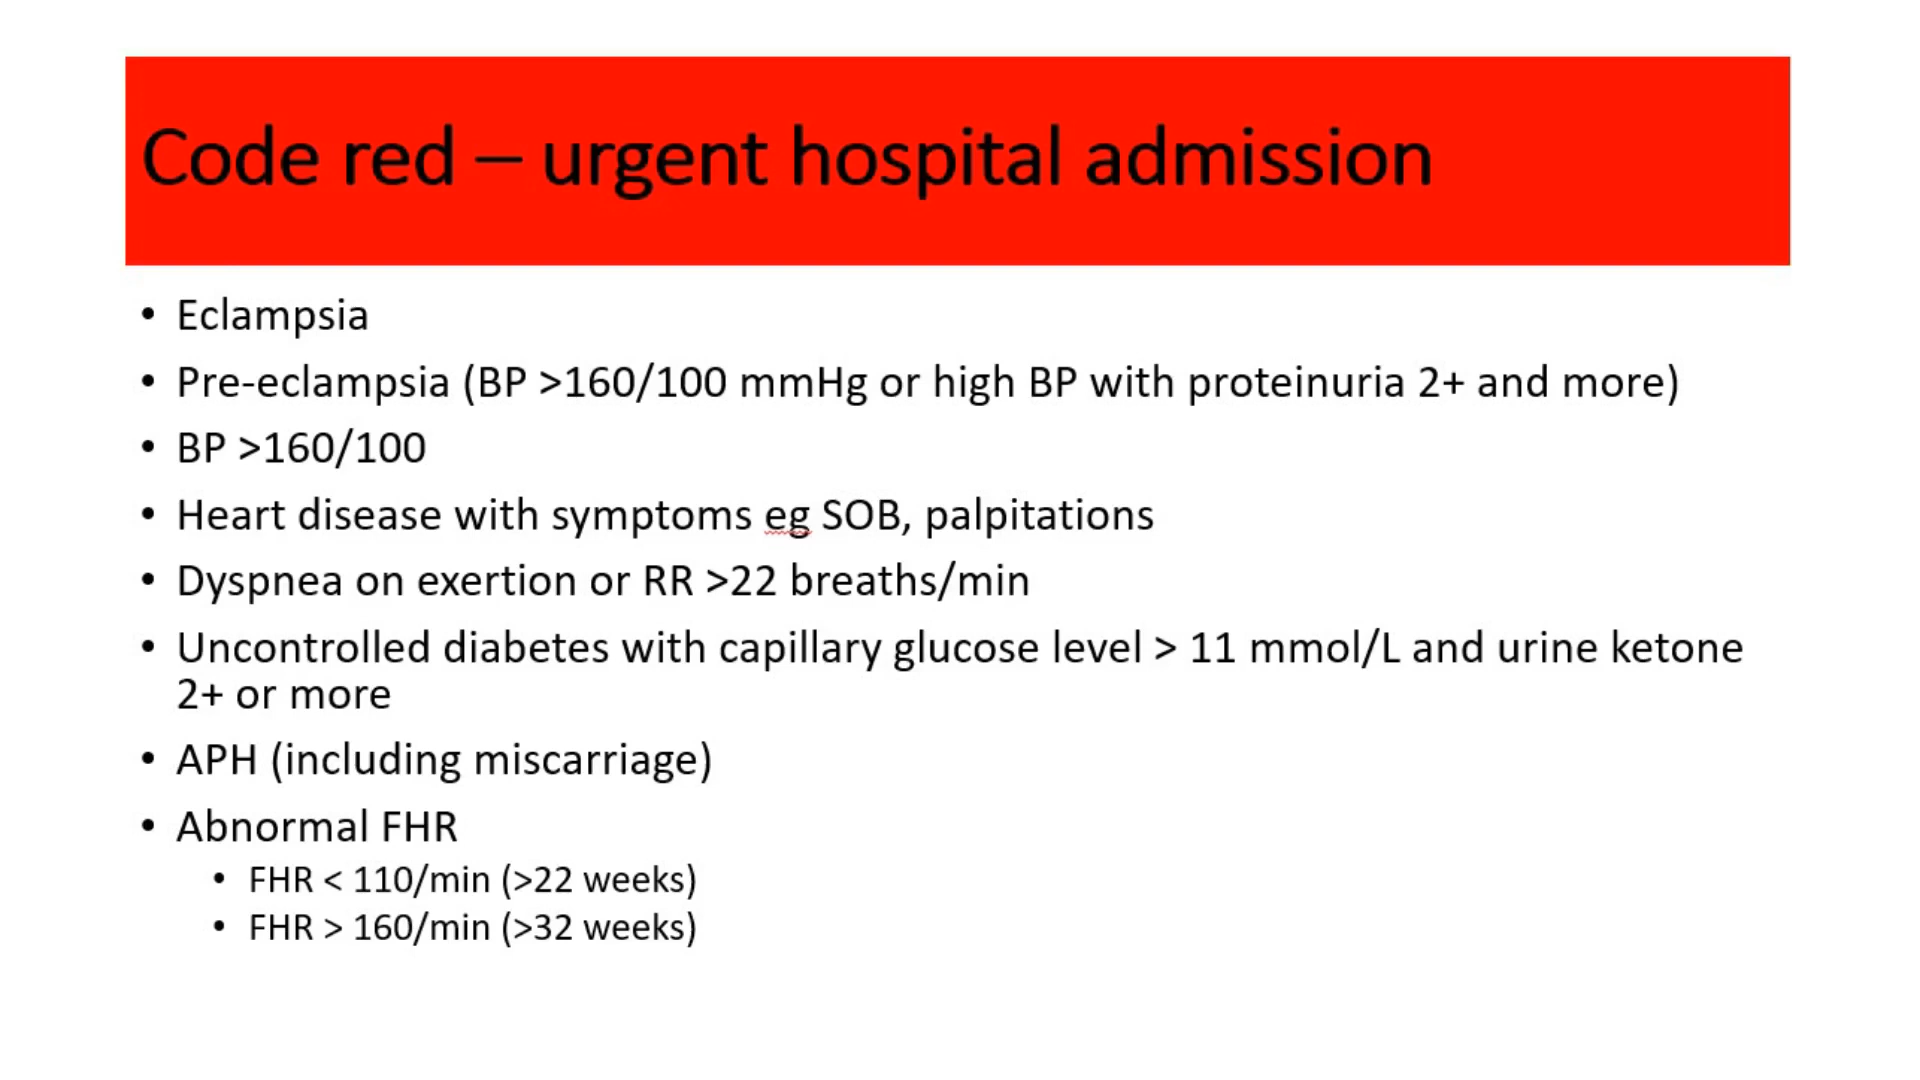 Code red – urgent hospital admission
• Eclampsia
• Pre-eclampsia (BP >160/100 mmHg or high BP with proteinuria 2+ and more)
• BP >160/100
• Heart disease with symptoms eg SOB, palpitations
• Dyspnea on exertion or RR >22 breaths/min
• Uncontrolled diabetes with capillary glucose level > 11 mmol/L and urine ketone
2+ or more
• APH (including miscarriage)
• Abnormal FHR
• FHR < 110/min (>22 weeks)
• FHR > 160/min (>32 weeks)